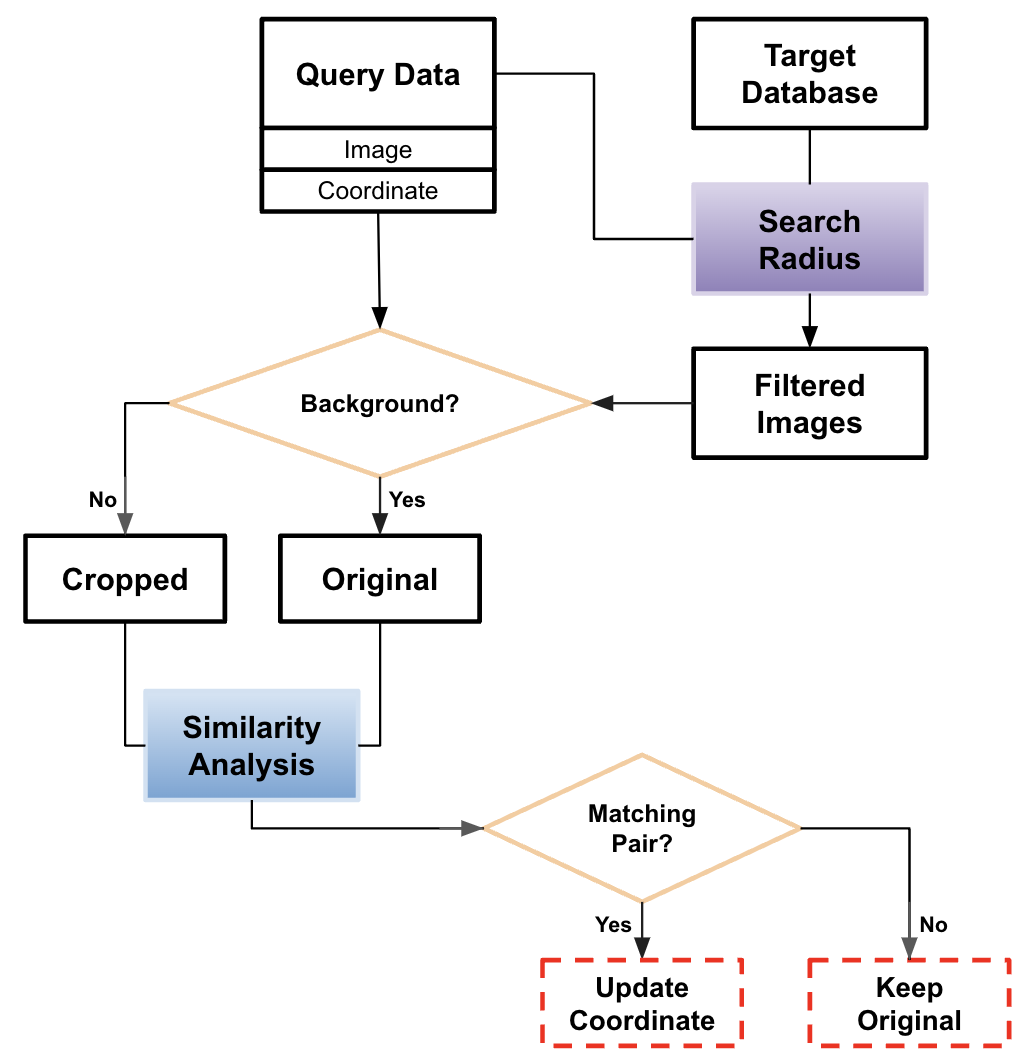 Query Data
Image
Coordinate
Target
Database
Search
Radius
Filtered
Images
Background?
No
Yes
Cropped
Original
Similarity
Analysis
Matching
Pair?
Yes
No
Update
Coordinate
Keep
Original